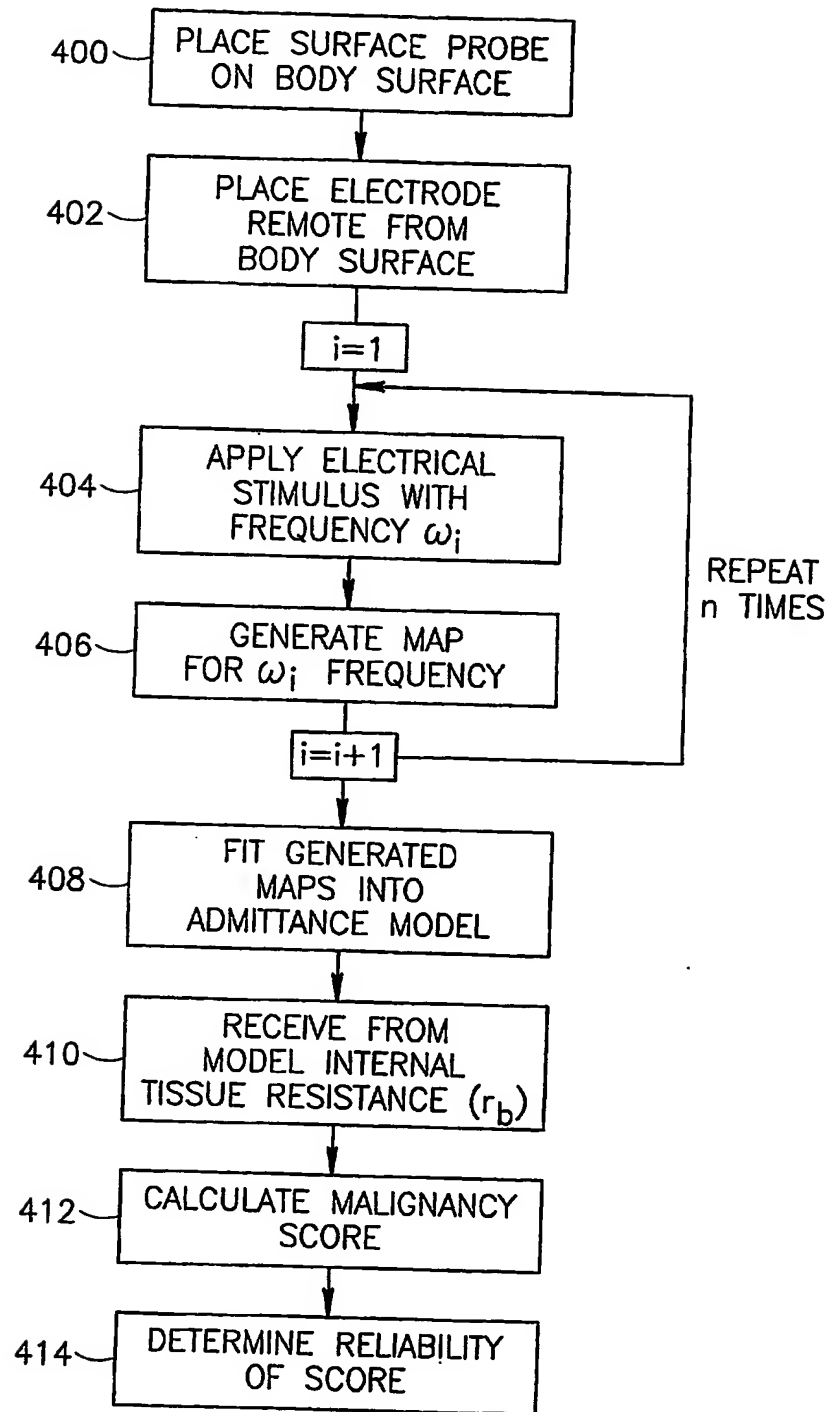 400
PLACE SURFACE PROBE
ON BODY SURFACE
402
PLACE ELECTRODE
REMOTE FROM
BODY SURFACE
i=1
404
APPLY ELECTRICAL
STIMULUS WITH
FREQUENCY ωi
REPEAT
n TIMES
406
GENERATE MAP
FOR ωi FREQUENCY
i=i+1
408
FIT GENERATED
MAPS INTO
ADMITTANCE MODEL
410
RECEIVE FROM
MODEL INTERNAL
TISSUE RESISTANCE (rb)
412
CALCULATE MALIGNANCY
SCORE
414
DETERMINE RELIABILITY
OF SCORE